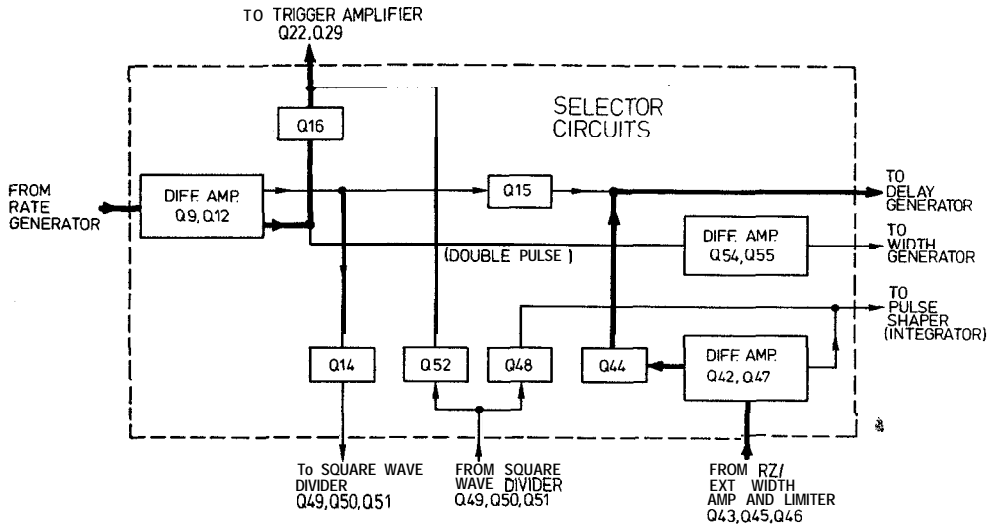 TO TRIGGER AMPLIFIER
Q22,Q29
SELECTOR
CIRCUITS
Q16
FROM
RATE
GENERATOR
DIFF. AMP.
Q9,Q12
Q15
TO
DELAY
GENERATOR
(DOUBLE PULSE)
DIFF. AMP.
Q54,Q55
TO
WIDTH
GENERATOR
TO
PULSE
SHAPER
(INTEGRATOR)
Q14
Q52
Q48
Q44
DIFF. AMP.
Q42,Q47
To SQUARE WAVE
DIVIDER
Q49,Q50,Q51
FROM SQUARE
WAVE DIVIDER
Q49,Q50,Q51
FROM RZ/
EXT WIDTH
AMP AND LIMITER
Q43,Q45,Q46